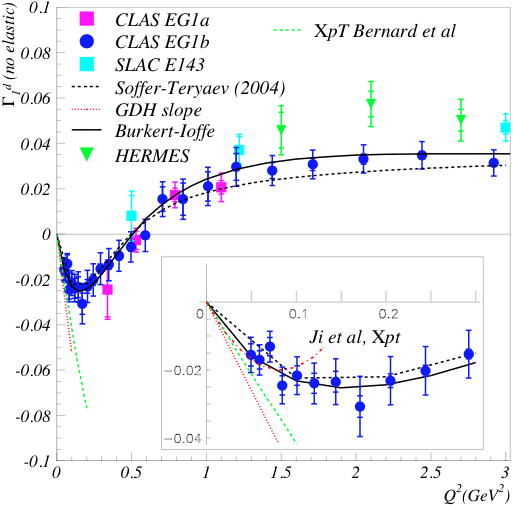 Γ₁ᵈ (no elastic)
0.1
0.08
0.06
0.04
0.02
0
-0.02
-0.04
-0.06
-0.08
-0.1
CLAS EG1a
CLAS EG1b
SLAC E143
Soffer-Teryaev (2004)
GDH slope
Burkert-Ioffe
HERMES
XpT Bernard et al
0
0.1
0.2
−0.02
−0.04
Ji et al, Xpt
0
0.5
1
1.5
2
2.5
3
Q²(GeV²)